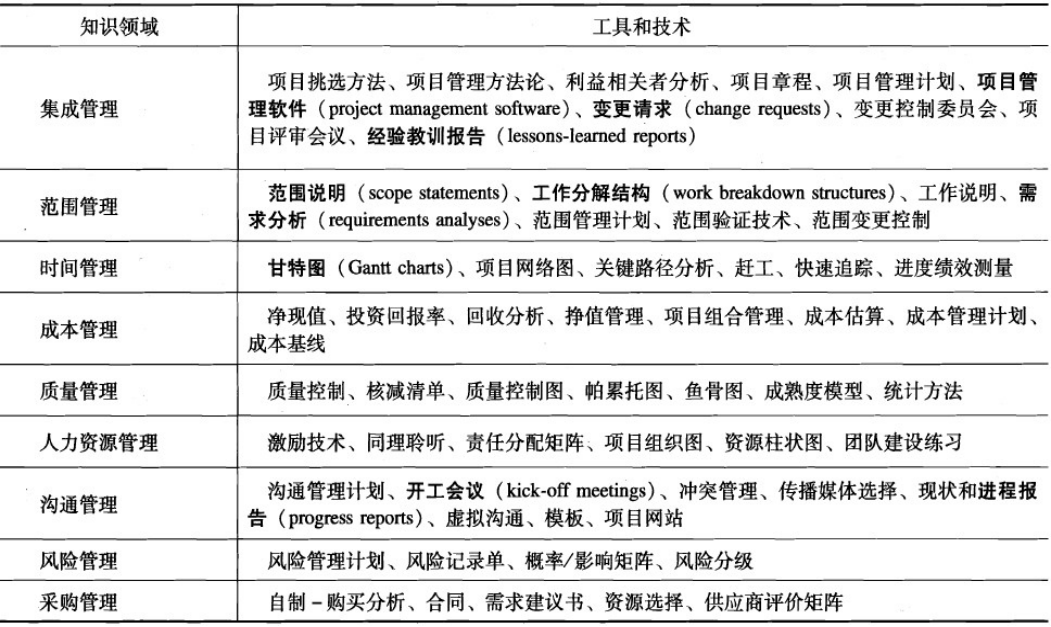 知识领域 工具和技术
集成管理 项目挑选方法、项目管理方法论、利益相关者分析、项目章程、项目管理计划、项目管
理软件（project management software）、变更请求（change requests）、变更控制委员会、项
目评审会议、经验教训报告（lessons-learned reports）
范围管理 范围说明（scope statements）、工作分解结构（work breakdown structures）、工作说明、需
求分析（requirements analyses）、范围管理计划、范围验证技术、范围变更控制
时间管理 甘特图（Gantt charts）、项目网络图、关键路径分析、赶工、快速追踪、进度绩效测量
成本管理 净现值、投资回报率、回收分析、挣值管理、项目组合管理、成本估算、成本管理计划、
成本基线
质量管理 质量控制、核减清单、质量控制图、帕累托图、鱼骨图、成熟度模型、统计方法
人力资源管理 激励技术、同理聆听、责任分配矩阵、项目组织图、资源柱状图、团队建设练习
沟通管理 沟通管理计划、开工会议（kick-off meetings）、冲突管理、传播媒体选择、现状和进程报
告（progress reports）、虚拟沟通、模板、项目网站
风险管理 风险管理计划、风险记录单、概率/影响矩阵、风险分级
采购管理 自制－购买分析、合同、需求建议书、资源选择、供应商评价矩阵